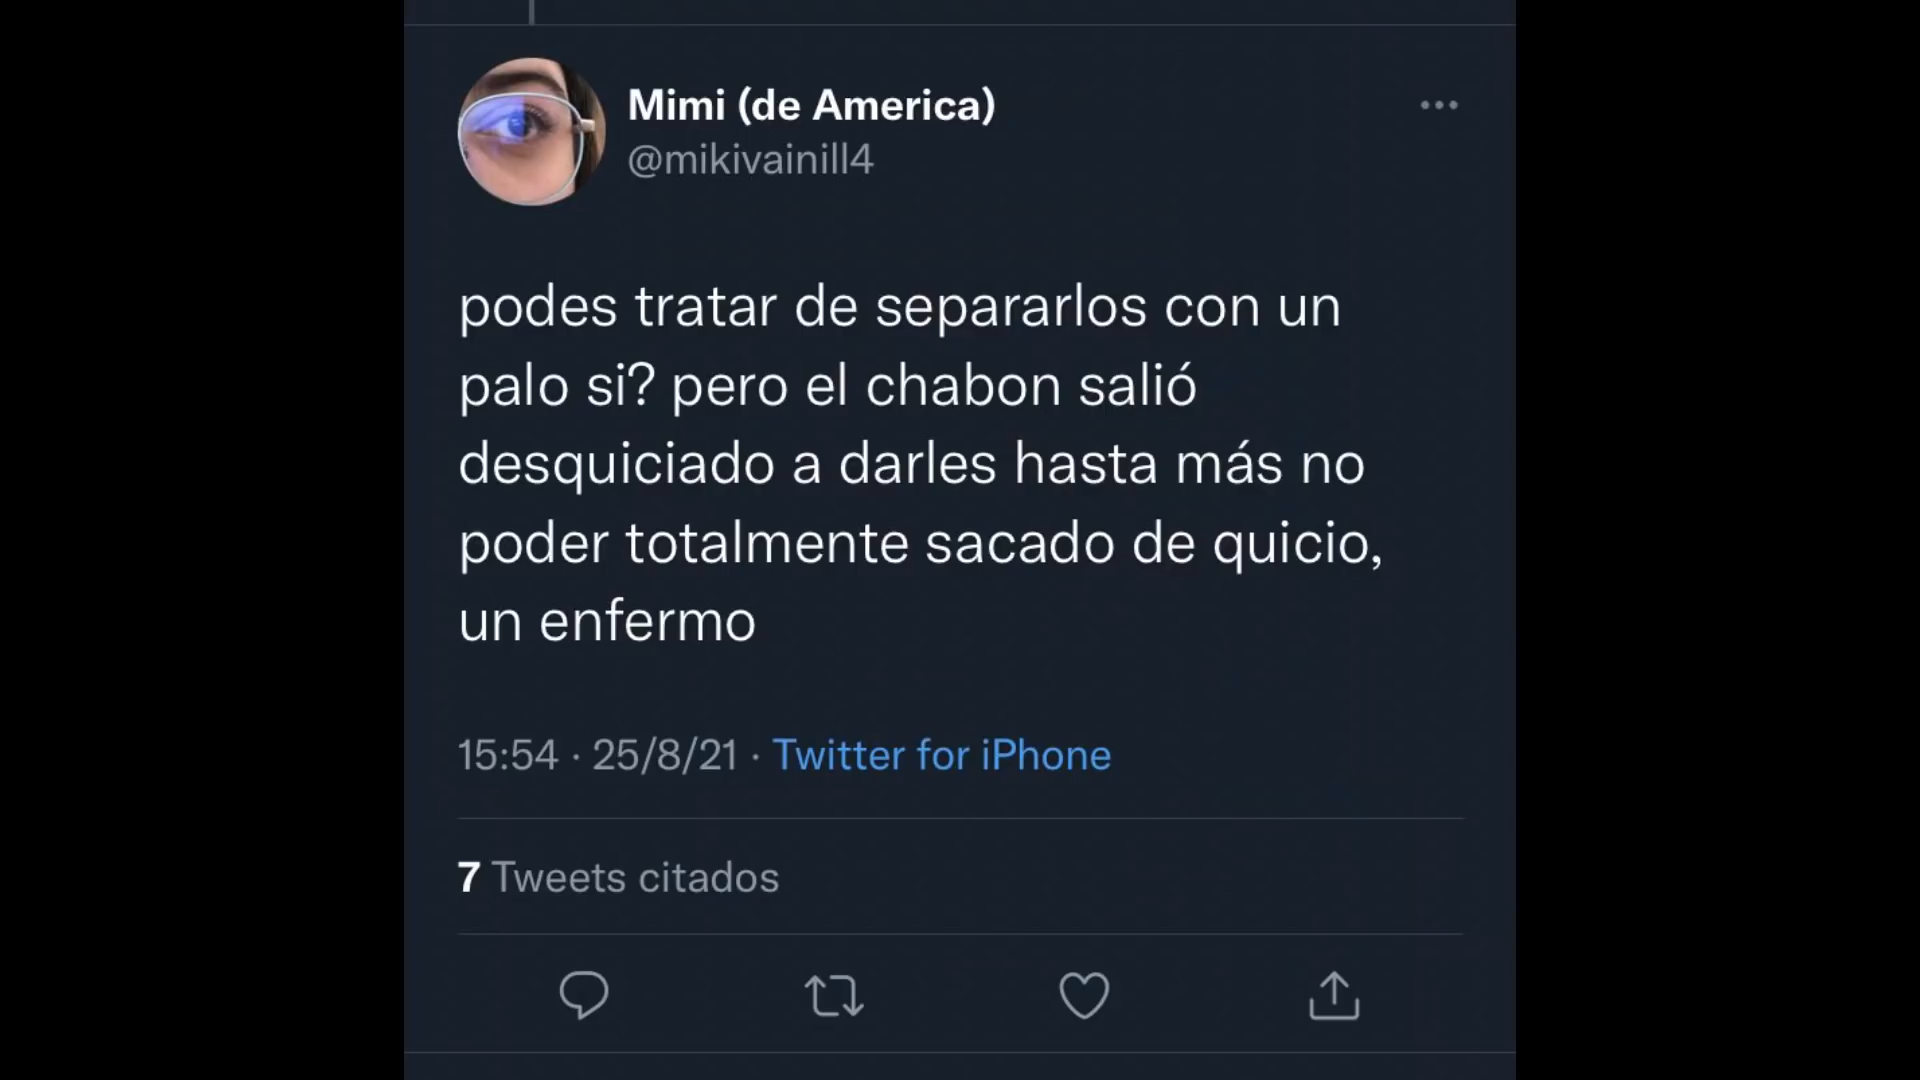 Mimi (de America)
@mikivainill4
podes tratar de separarlos con un
palo si? pero el chabon salió
desquiciado a darles hasta más no
poder totalmente sacado de quicio,
un enfermo
15:54 · 25/8/21 · Twitter for iPhone
7 Tweets citados